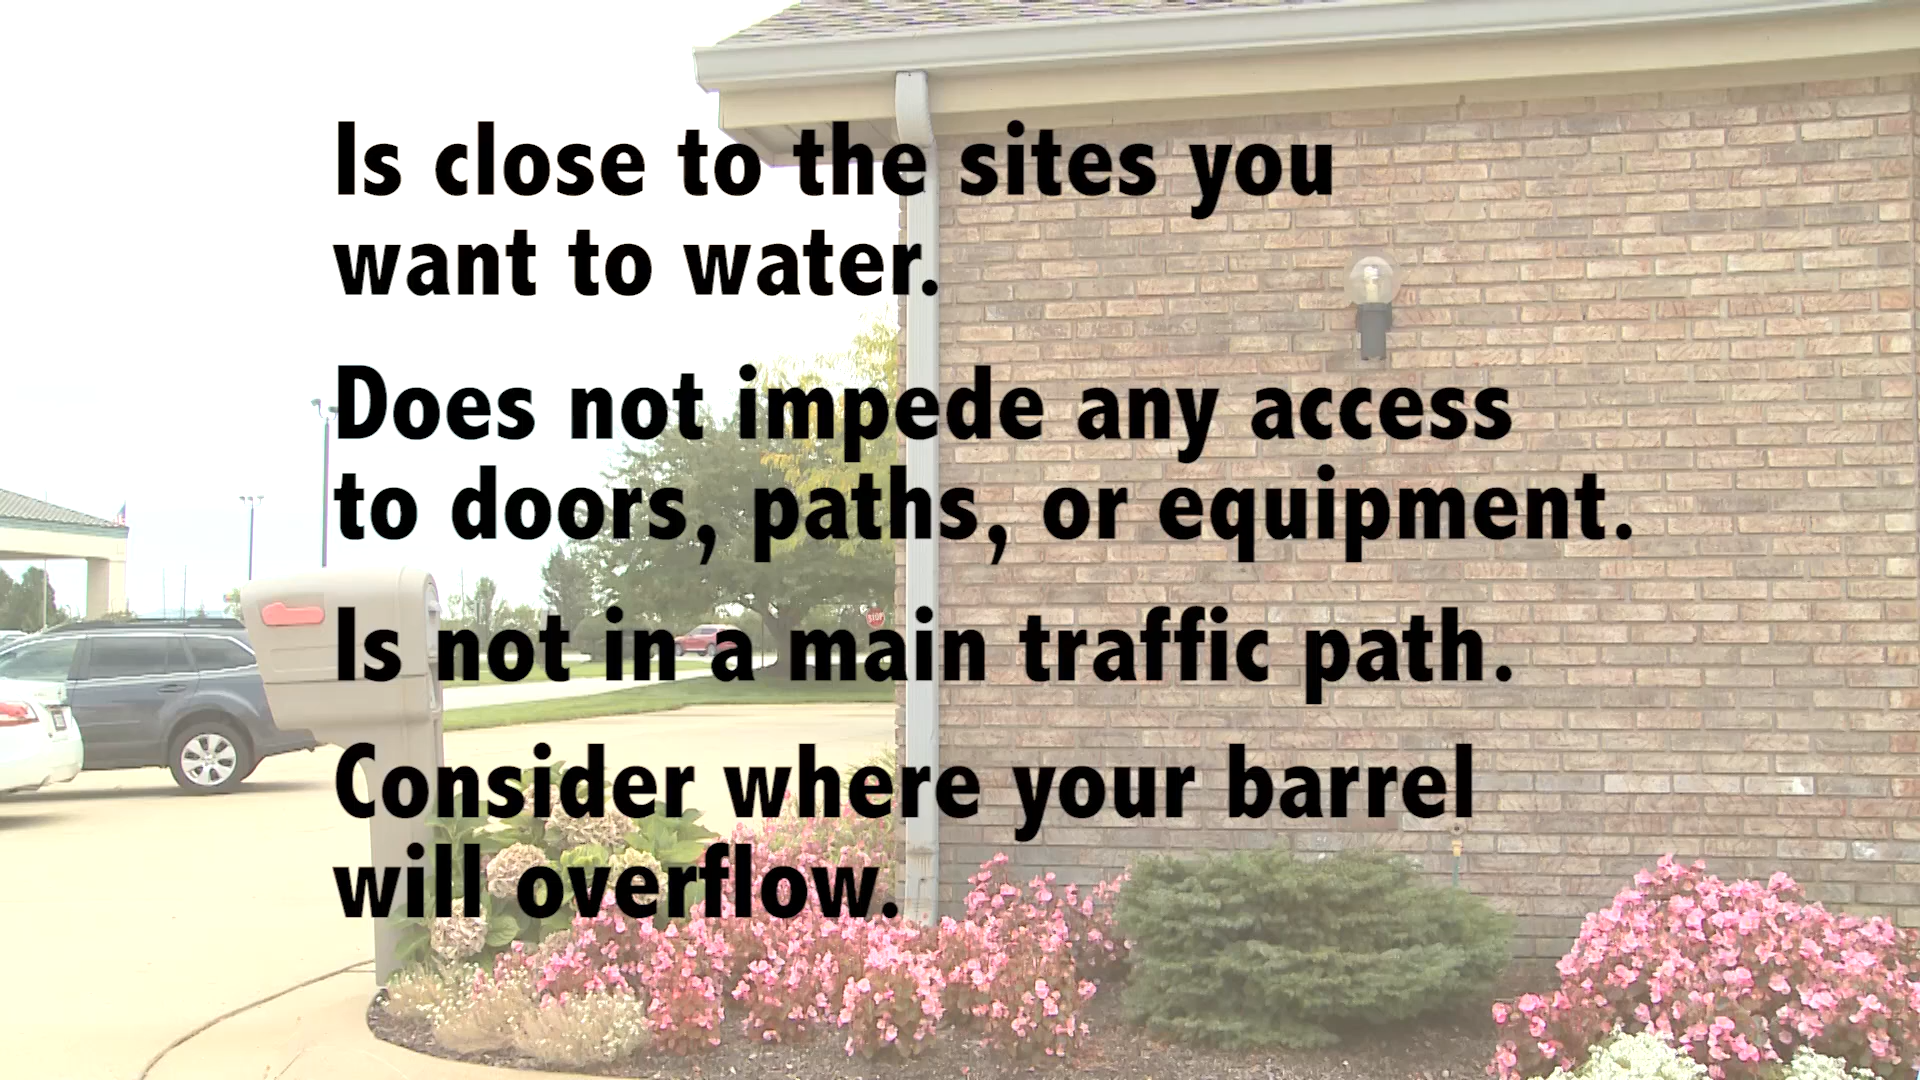 Is close to the sites you
want to water.
Does not impede any access
to doors, paths, or equipment.
Is not in a main traffic path.
Consider where your barrel
will overflow.
STOP